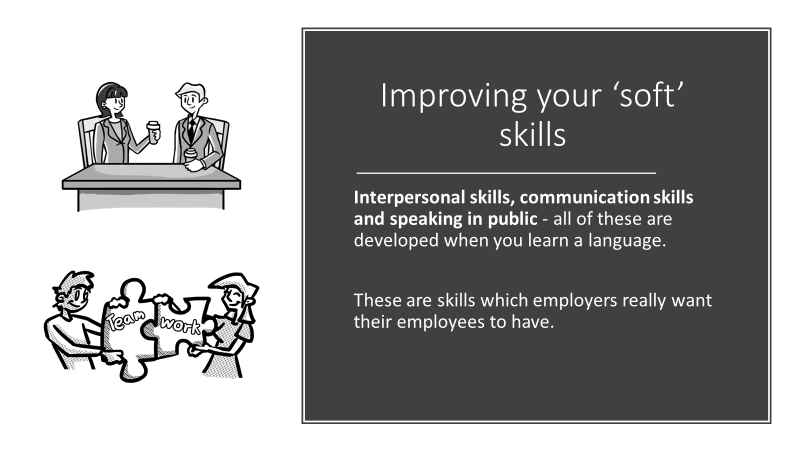 Team
work
Improving your ‘soft’
skills
Interpersonal skills, communication skills
and speaking in public - all of these are
developed when you learn a language.
These are skills which employers really want
their employees to have.